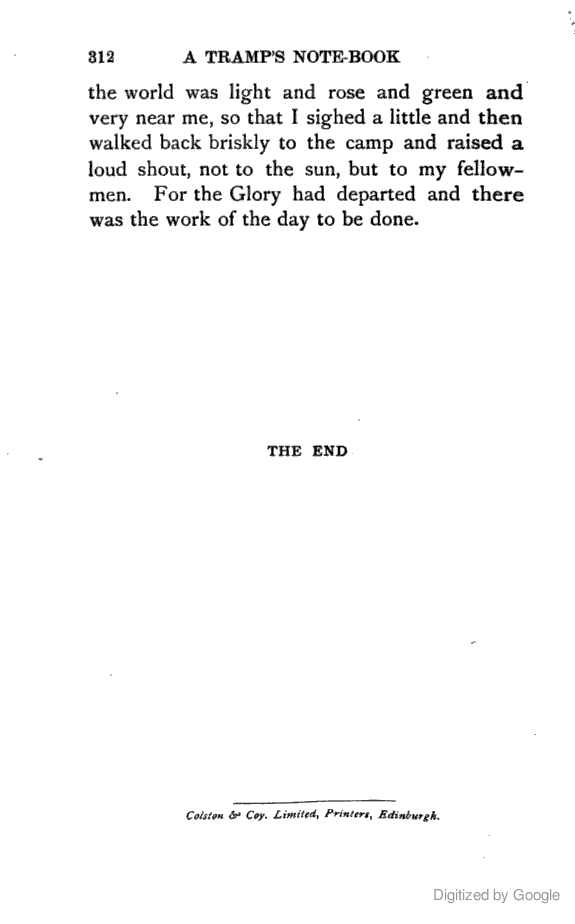 312 A TRAMP'S NOTE-BOOK
the world was light and rose and green and
very near me, so that I sighed a little and then
walked back briskly to the camp and raised a
loud shout, not to the sun, but to my fellow-
men. For the Glory had departed and there
was the work of the day to be done.
THE END
Colston & Coy. Limited, Printers, Edinburgh.
Digitized by Google